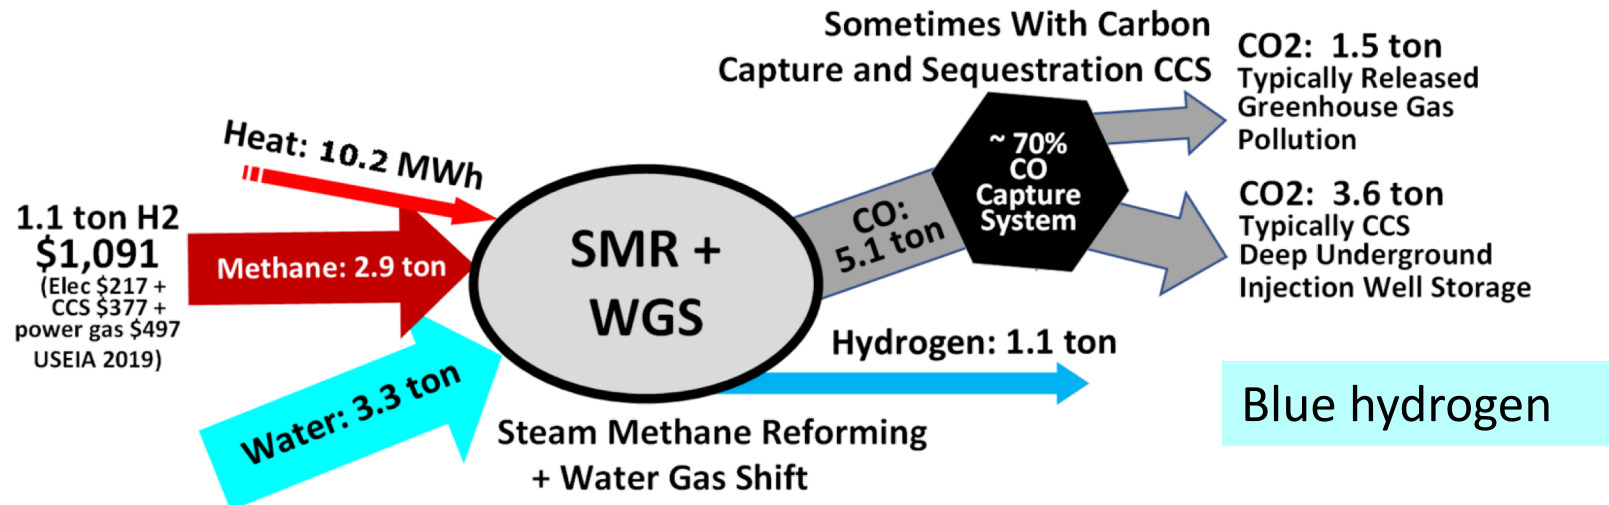 Sometimes With Carbon
Capture and Sequestration CCS
CO2: 1.5 ton
Typically Released
Greenhouse Gas
Pollution
Heat: 10.2 MWh
~ 70%
CO
Capture
System
1.1 ton H2
$1,091
(Elec $217 +
CCS $377 +
power gas $497
USEIA 2019)
Methane: 2.9 ton
SMR +
WGS
CO:
5.1 ton
CO2: 3.6 ton
Typically CCS
Deep Underground
Injection Well Storage
Water: 3.3 ton
Hydrogen: 1.1 ton
Steam Methane Reforming
+ Water Gas Shift
Blue hydrogen